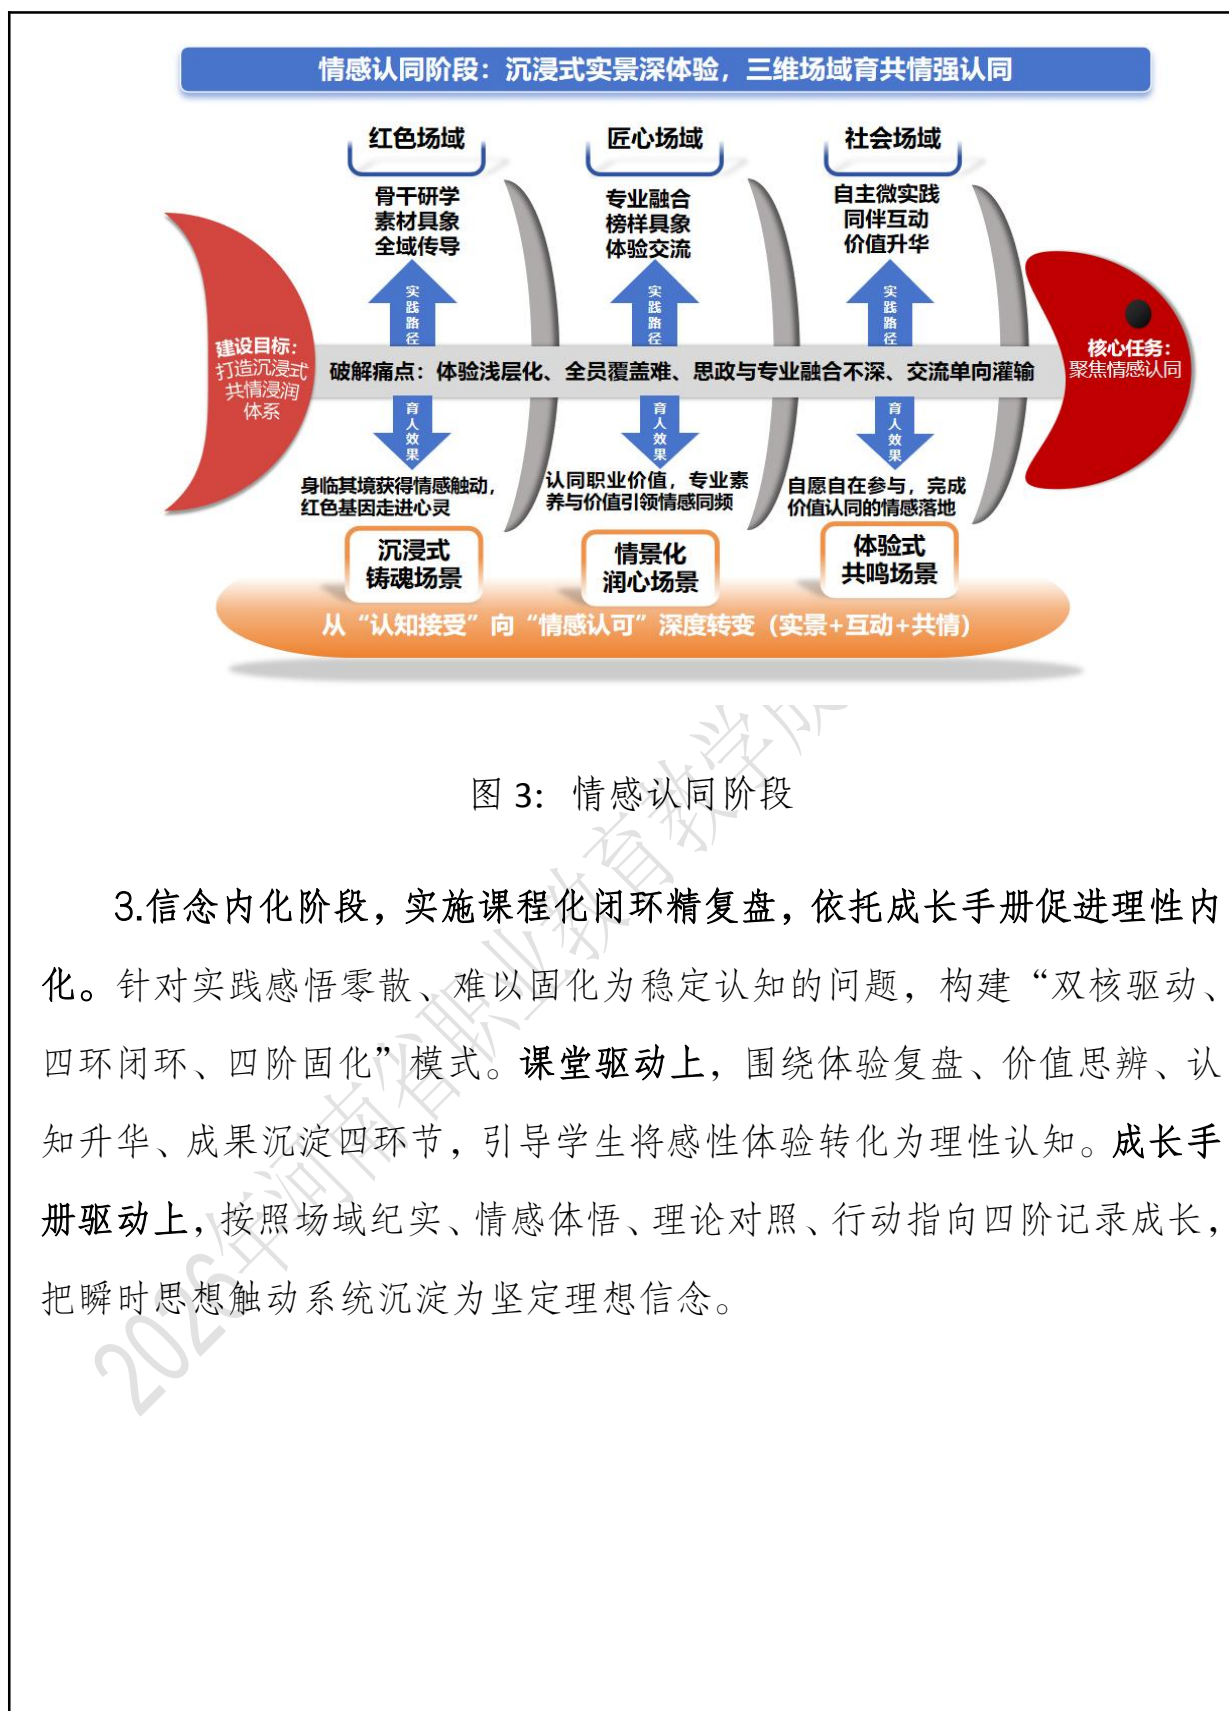 情感认同阶段：沉浸式实景深体验，三维场域育共情强认同
红色场域
匠心场域
社会场域
骨干研学
素材具象
全域传导
专业融合
榜样具象
体验交流
自主微实践
同伴互动
价值升华
实践路径
实践路径
实践路径
建设目标：
打造沉浸式
共情浸润
体系
破解痛点：体验浅层化、全员覆盖难、思政与专业融合不深、交流单向灌输
核心任务：
聚焦情感认同
育人效果
育人效果
育人效果
身临其境获得情感触动，
红色基因走进心灵
认同职业价值，专业素
养与价值引领情感同频
自愿自在参与，完成
价值认同的情感落地
沉浸式
铸魂场景
情景化
润心场景
体验式
共鸣场景
从“认知接受”向“情感认可”深度转变（实景+互动+共情）
图 3：情感认同阶段
3.信念内化阶段，实施课程化闭环精复盘，依托成长手册促进理性内
化。针对实践感悟零散、难以固化为稳定认知的问题，构建“双核驱动、
四环闭环、四阶固化”模式。课堂驱动上，围绕体验复盘、价值思辨、认
知升华、成果沉淀四环节，引导学生将感性体验转化为理性认知。成长手
册驱动上，按照场域纪实、情感体悟、理论对照、行动指向四阶记录成长，
把瞬时思想触动系统沉淀为坚定理想信念。
2026年河南省职业教育教学成